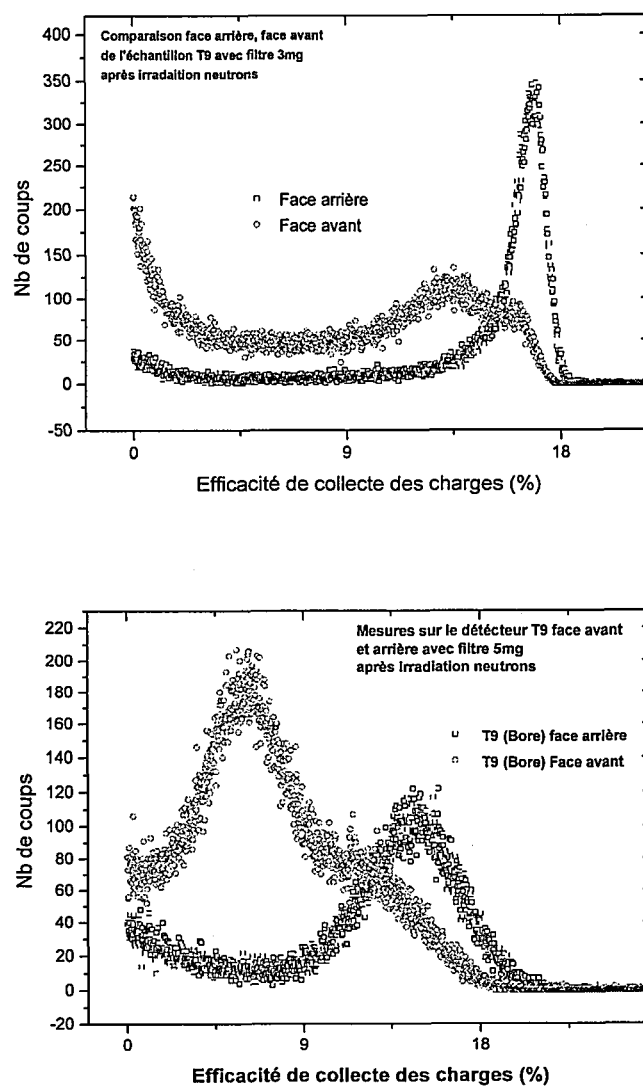 400
350
300
250
200
150
100
50
0
-50
Nb de coups
Comparaison face arrière, face avant
de l'échantillon T9 avec filtre 3mg
après irradaition neutrons
Face arrière
Face avant
0
9
18
Efficacité de collecte des charges (%)
220
200
180
160
140
120
100
80
60
40
20
0
-20
Nb de coups
Mesures sur le détécteur T9 face avant
et arrière avec filtre 5mg
après irradiation neutrons
T9 (Bore) face arrière
T9 (Bore) Face avant
0
9
18
Efficacité de collecte des charges (%)